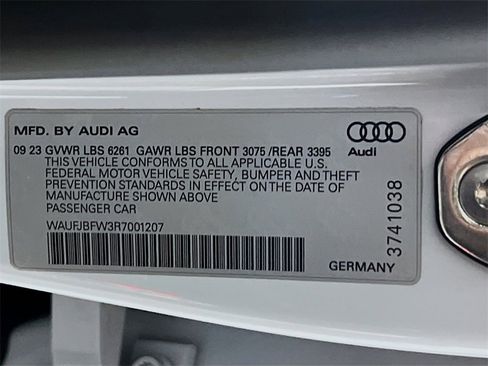 MFD. BY AUDI AG
09 23 GVWR LBS 6261 GAWR LBS FRONT 3075 /REAR 3395
THIS VEHICLE CONFORMS TO ALL APPLICABLE U.S.
FEDERAL MOTOR VEHICLE SAFETY, BUMPER AND THEFT
PREVENTION STANDARDS IN EFFECT ON THE DATE OF
MANUFACTURE SHOWN ABOVE
PASSENGER CAR
WAUFJBFW3R7001207
Audi
3741038
GERMANY